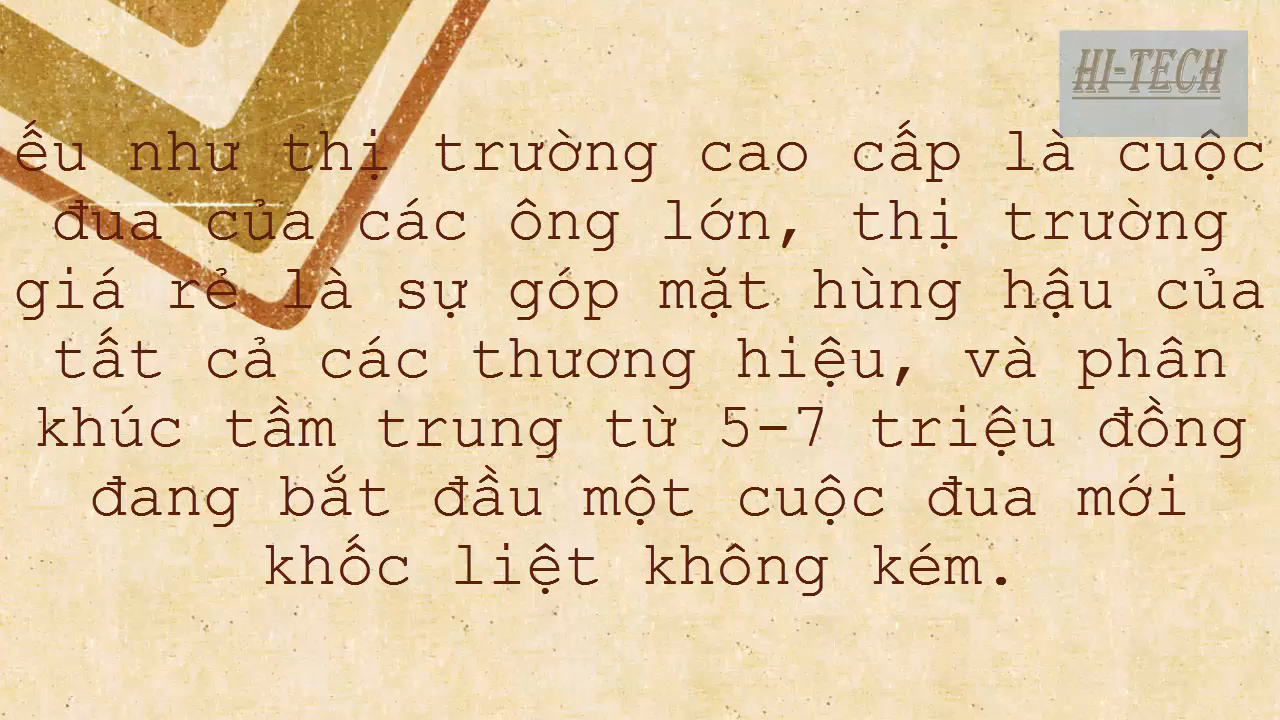 HI-TECH
ếu như thị trường cao cấp là cuộc
đua của các ông lớn, thị trường
giá rẻ là sự góp mặt hùng hậu của
tất cả các thương hiệu, và phân
khúc tầm trung từ 5-7 triệu đồng
đang bắt đầu một cuộc đua mới
khốc liệt không kém.